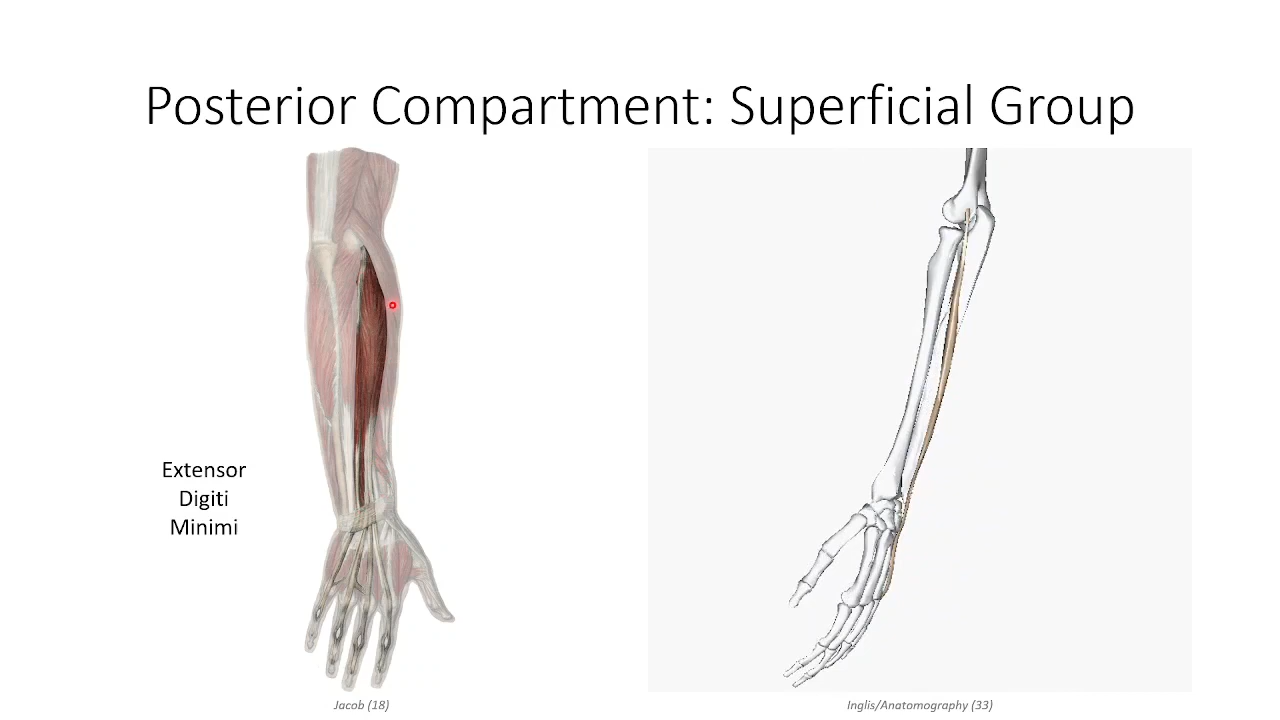 Posterior Compartment: Superficial Group
Extensor
Digiti
Minimi
Jacob (18)
Inglis/Anatomography (33)